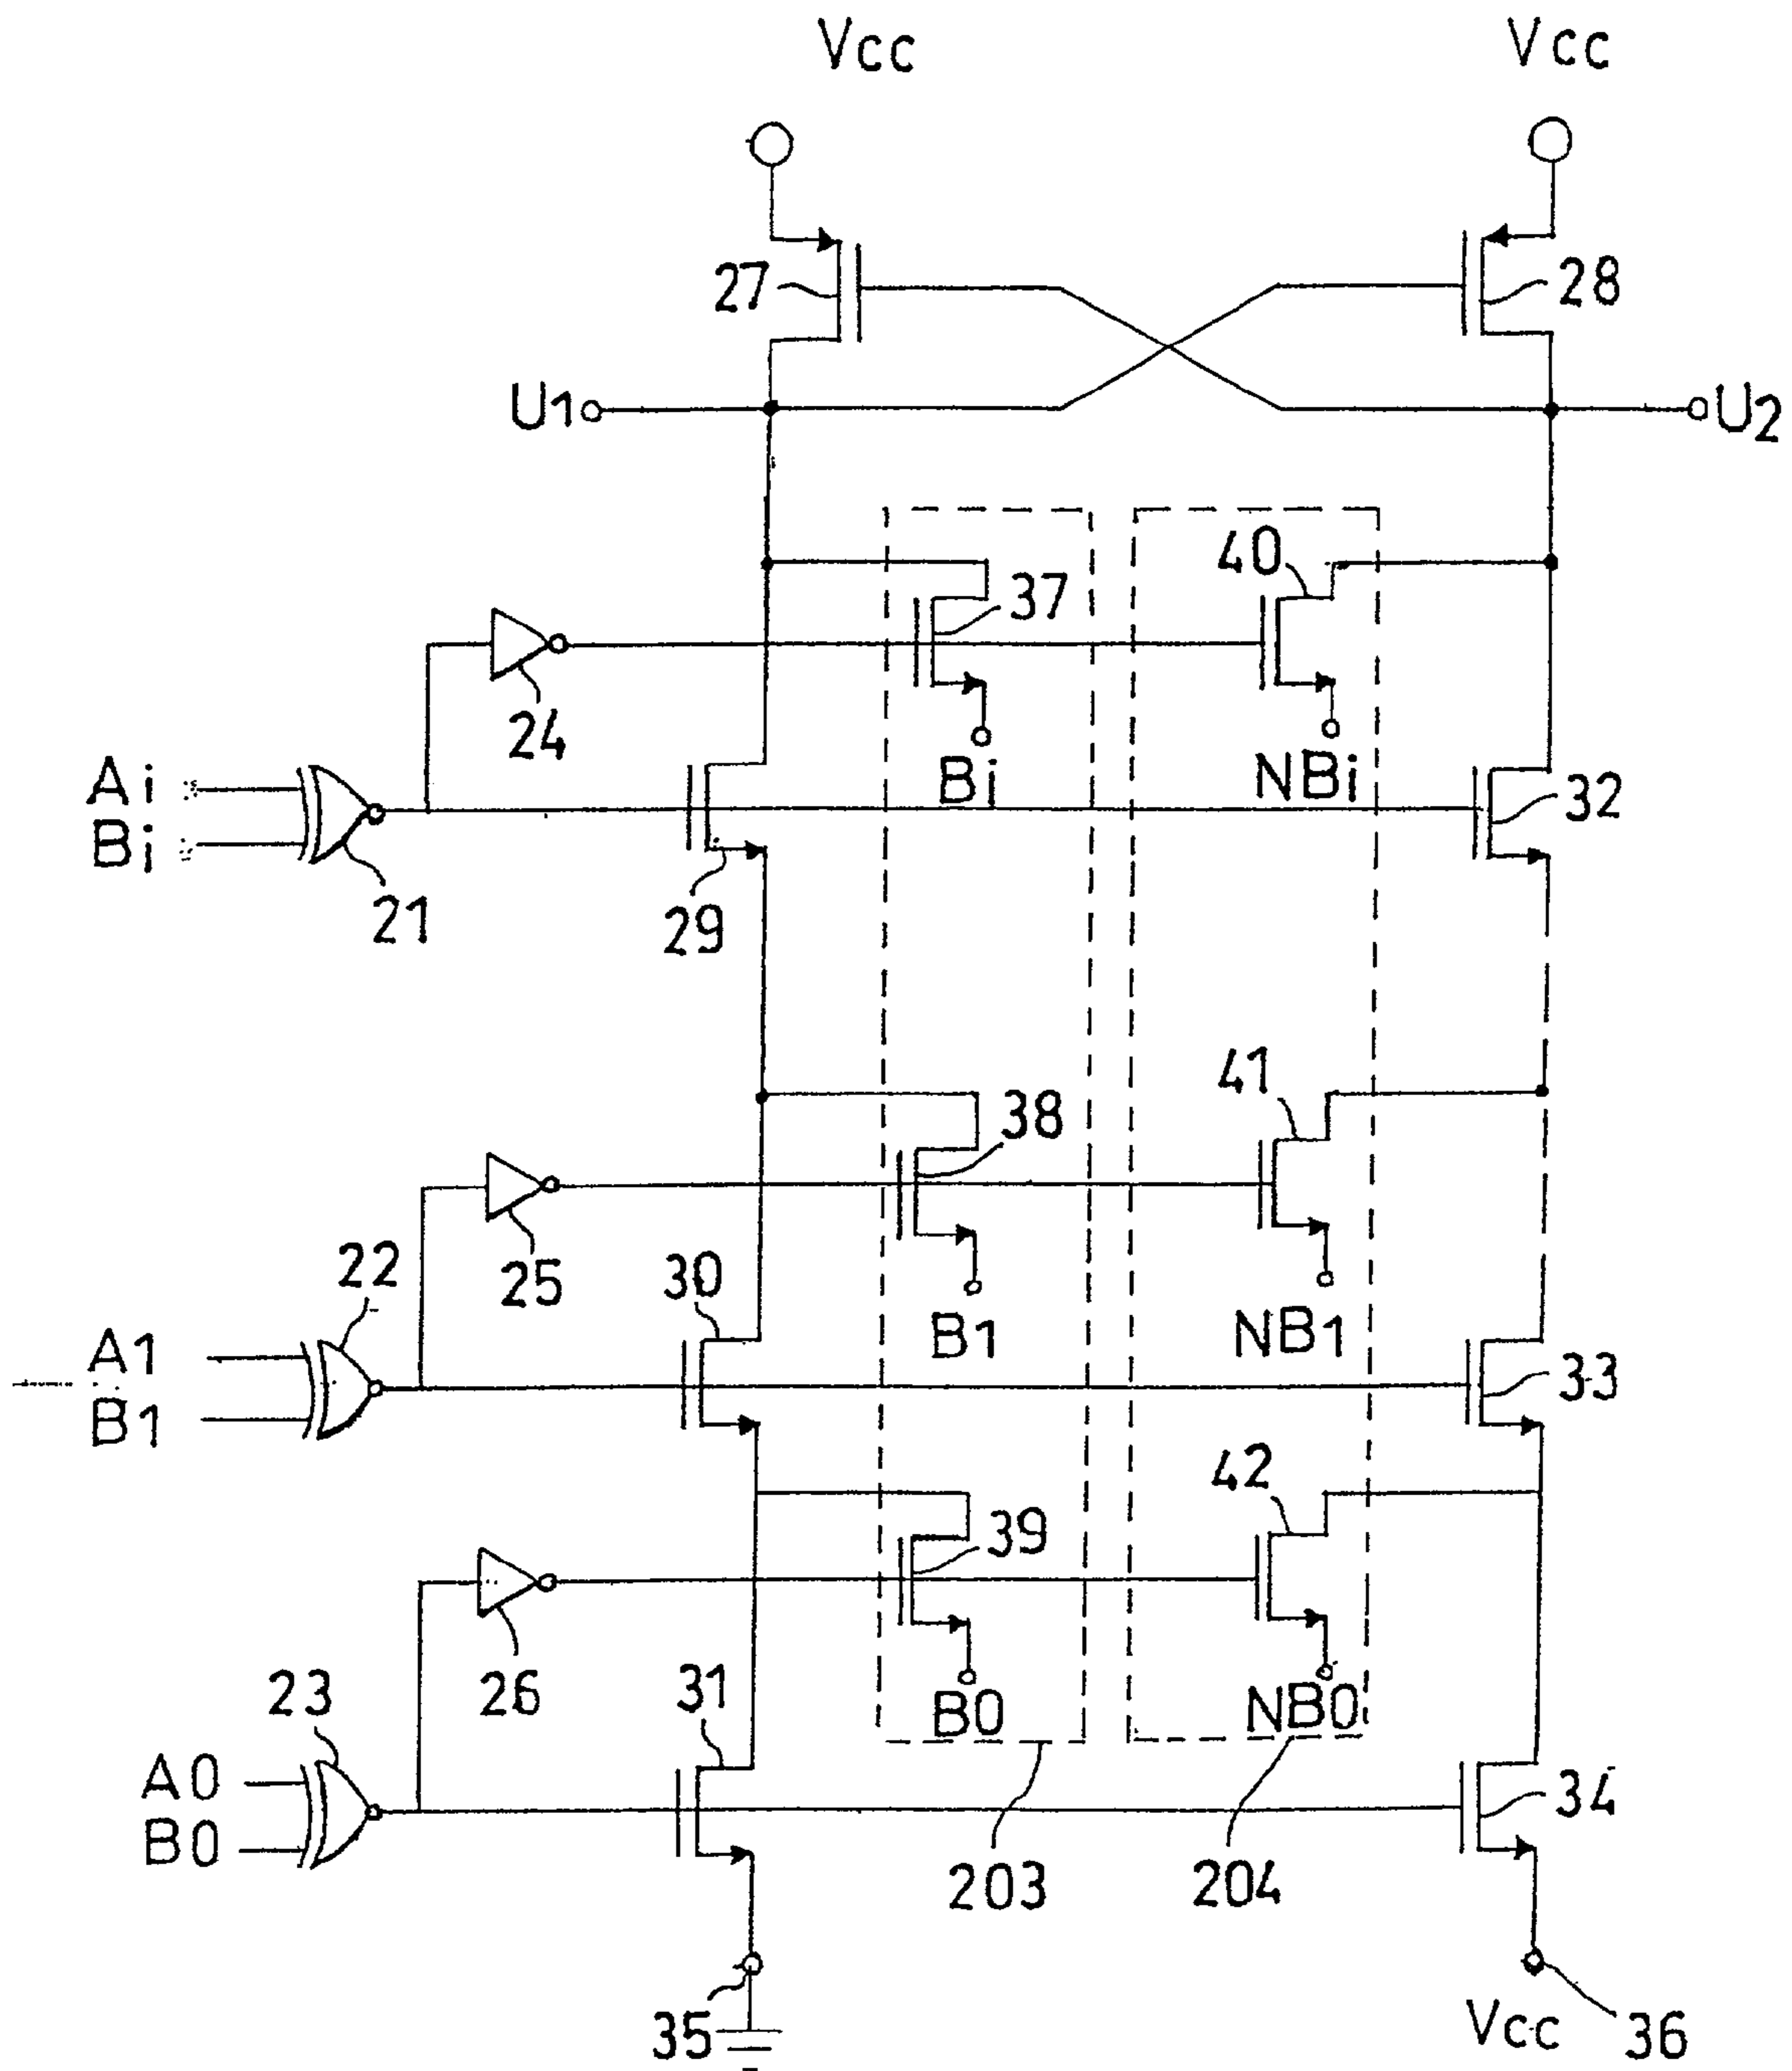 Vcc Vcc
27 28
U1 U2
37 40
24
Ai Bi NBi 32
Bi
21 29
41
38
22 25 30
A1 B1 NB1 33
B1
42
39
23 26 31
B0 NB0
A0 34
B0
203 204
35 Vcc 36